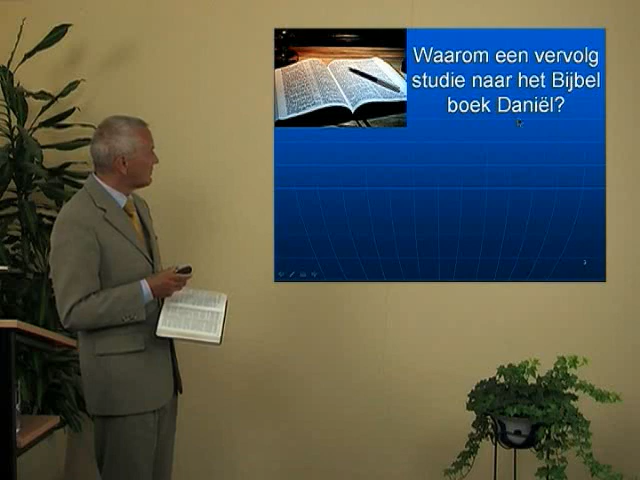 Waarom een vervolg
studie naar het Bijbel
boek Daniël?